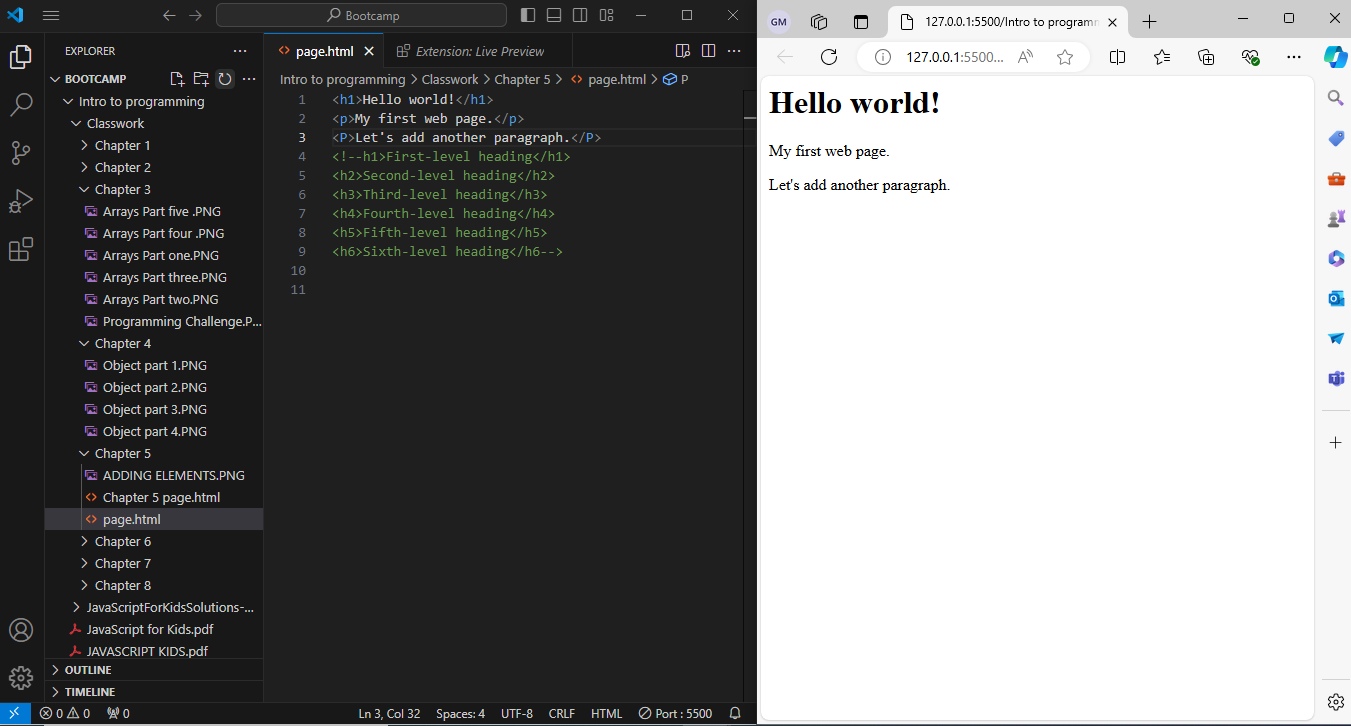 Bootcamp
EXPLORER
BOOTCAMP
Intro to programming
Classwork
Chapter 1
Chapter 2
Chapter 3
Arrays Part five .PNG
Arrays Part four .PNG
Arrays Part one.PNG
Arrays Part three.PNG
Arrays Part two.PNG
Programming Challenge.P...
Chapter 4
Object part 1.PNG
Object part 2.PNG
Object part 3.PNG
Object part 4.PNG
Chapter 5
ADDING ELEMENTS.PNG
Chapter 5 page.html
page.html
Chapter 6
Chapter 7
Chapter 8
JavaScriptForKidsSolutions-...
JavaScript for Kids.pdf
JAVASCRIPT KIDS.pdf
OUTLINE
TIMELINE
page.html Extension: Live Preview
Intro to programming > Classwork > Chapter 5 > page.html > P
1 <h1>Hello world!</h1>
2 <p>My first web page.</p>
3 <P>Let's add another paragraph.</P>
4 <!--h1>First-level heading</h1>
5 <h2>Second-level heading</h2>
6 <h3>Third-level heading</h3>
7 <h4>Fourth-level heading</h4>
8 <h5>Fifth-level heading</h5>
9 <h6>Sixth-level heading</h6-->
10
11
0 0 0 Ln 3, Col 32 Spaces: 4 UTF-8 CRLF HTML Port : 5500
GM 127.0.0.1:5500/Intro to programm
127.0.0.1:5500... A
Hello world!
My first web page.
Let's add another paragraph.